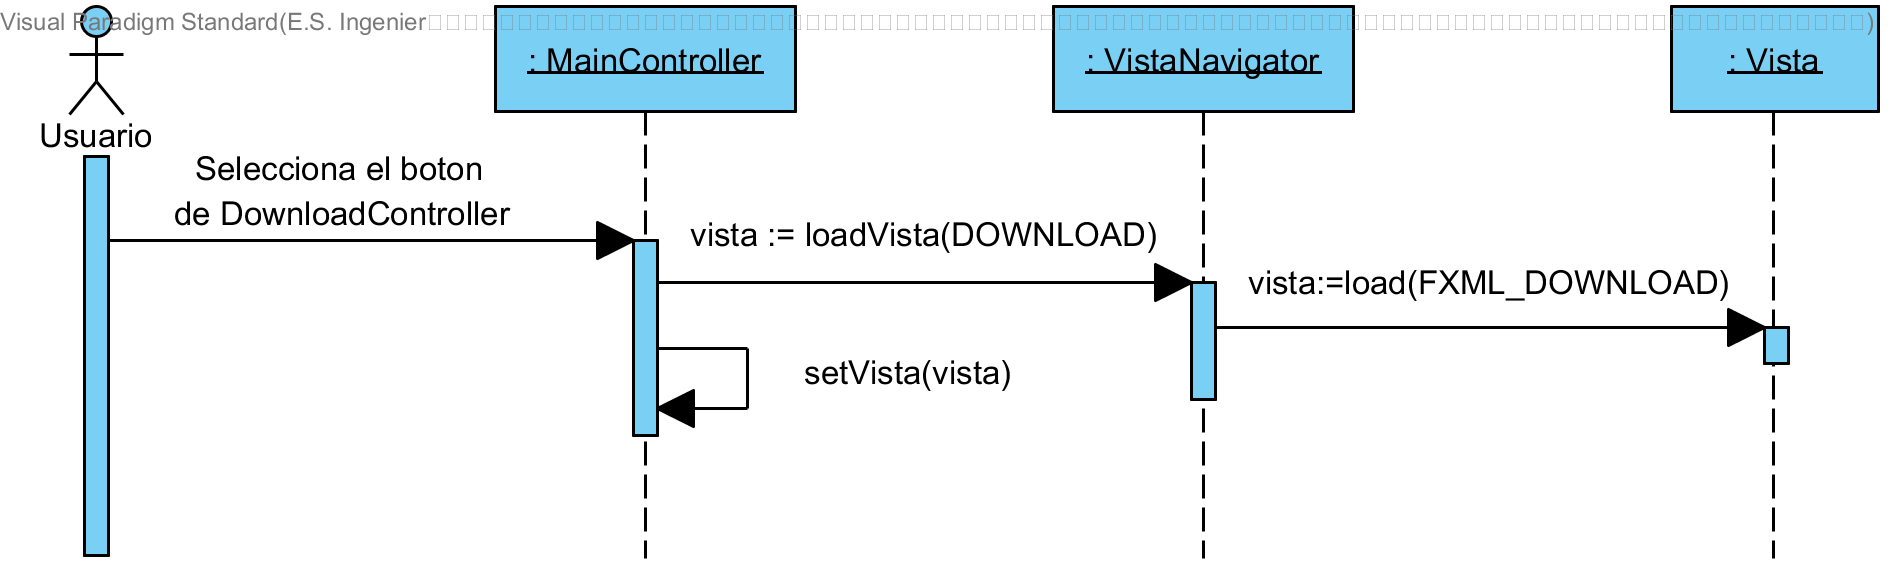 Visual Paradigm Standard(E.S. Ingenier
: MainController
: VistaNavigator
: Vista
Usuario
Selecciona el boton
de DownloadController
vista := loadVista(DOWNLOAD)
vista:=load(FXML_DOWNLOAD)
setVista(vista)